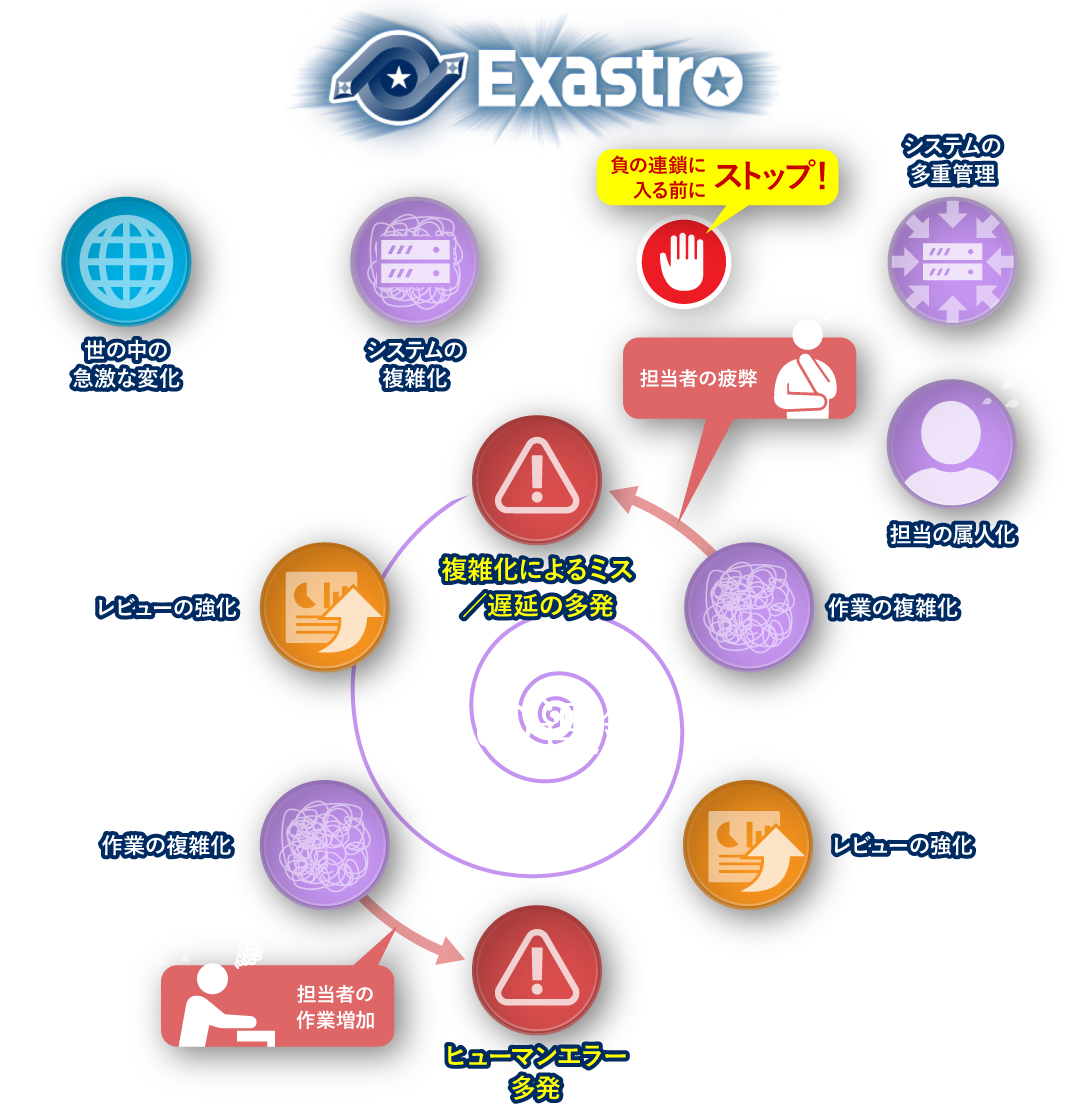 Exastro
負の連鎖に
入る前に
ストップ！
システムの
多重管理
世の中の
急激な変化
システムの
複雑化
担当者の疲弊
担当の属人化
複雑化によるミス
／遅延の多発
レビューの強化
作業の複雑化
作業の複雑化
レビューの強化
担当者の
作業増加
ヒューマンエラー
多発